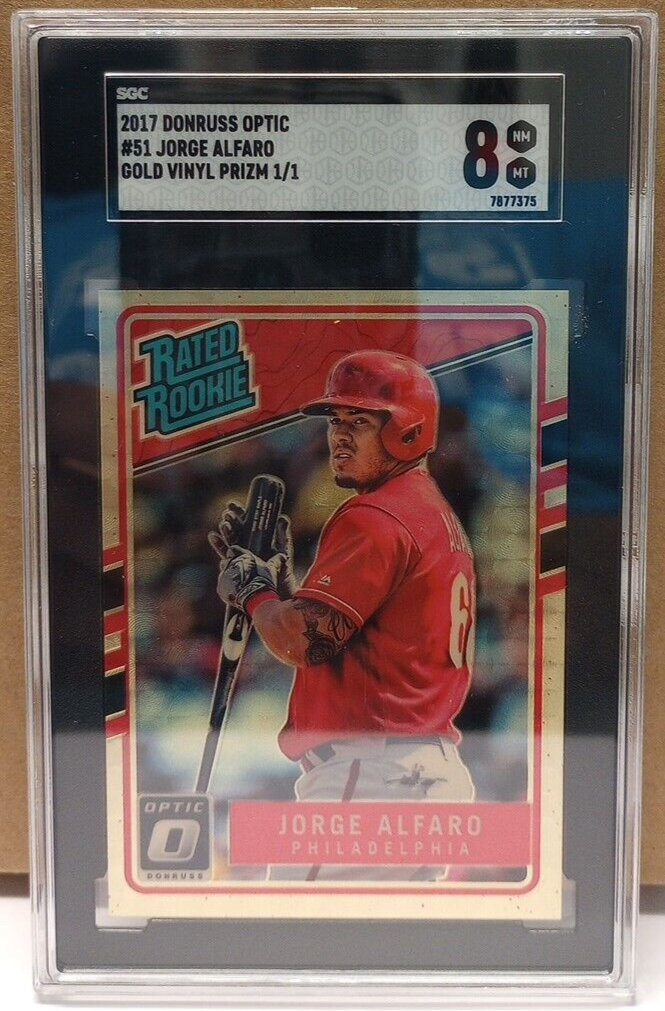 SGC
2017 DONRUSS OPTIC
#51 JORGE ALFARO
GOLD VINYL PRIZM 1/1
8
NM
MT
7877375
RATED
ROOKIE
6
OPTIC
O
DONRUSS
JORGE ALFARO
PHILADELPHIA